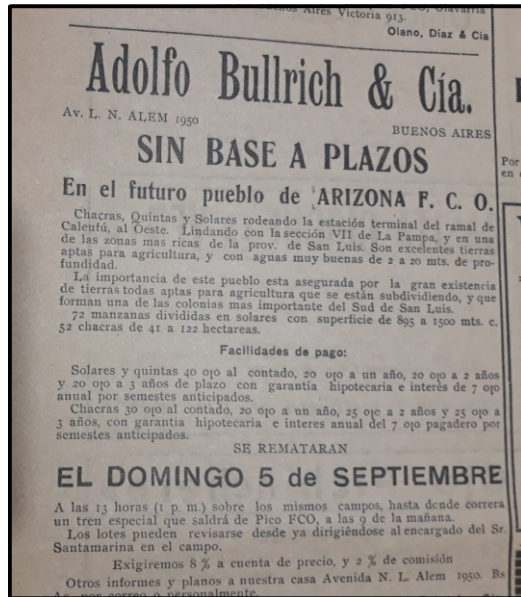 Aires Victoria 913.
Olano, Diaz & Cia
Adolfo Bullrich & Cía.
Av. L. N. ALEM 1950
BUENOS AIRES
SIN BASE A PLAZOS
En el futuro pueblo de ARIZONA F. C. O.
Chacras, Quintas y Solares rodeando la estación terminal del ramal de
Caleufú, al Oeste. Lindando con la sección VII de La Pampa, y en una
de las zonas mas ricas de la prov. de San Luis. Son excelentes tierras
aptas para agricultura, y con aguas muy buenas de 2 a 20 mts. de pro-
fundidad.
La importancia de este pueblo esta asegurada por la gran existencia
de tierras todas aptas para agricultura que se están subdividiendo, y que
forman una de las colonias mas importante del Sud de San Luis.
72 manzanas divididas en solares con superficie de 895 a 1500 mts. c.
52 chacras de 41 a 122 hectareas.
Facilidades de pago:
Solares y quintas 40 o|o al contado, 20 o|o a un año, 20 o|o a 2 años
y 20 o|o a 3 años de plazo con garantía hipotecaria e interés de 7 o|o
anual por semestes anticipados.
Chacras 30 o|o al contado, 20 o|o a un año, 25 o|e a 2 años y 25 o|o a
3 años, con garantia hipotecaria e interes anual del 7 o|o pagadero por
semestes anticipados.
SE REMATARAN
EL DOMINGO 5 de SEPTIEMBRE
A las 13 horas (1 p. m.) sobre los mismos campos, hasta donde correra
un tren especial que saldrá de Pico FCO, a las 9 de la mañana.
Los lotes pueden revisarse desde ya dirigiéndose al encargado del Sr.
Santamarina en el campo.
Exigiremos 8 % a cuenta de precio, y 2 % de comisión
Otros informes y planos a nuestra casa Avenida N. L. Alem 1950. Bs
por correo o personalmente.
Por
en